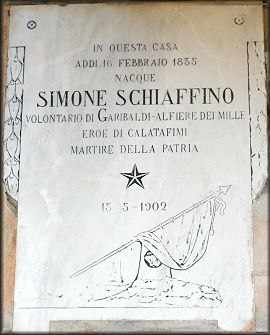 IN QUESTA CASA
ADDI 16 FEBBRAIO 1835
NACQUE
SIMONE SCHIAFFINO
VOLONTARIO DI GARIBALDI-ALFIERE DEI MILLE
EROE DI CALATAFIMI
MARTIRE DELLA PATRIA
15-5-1902